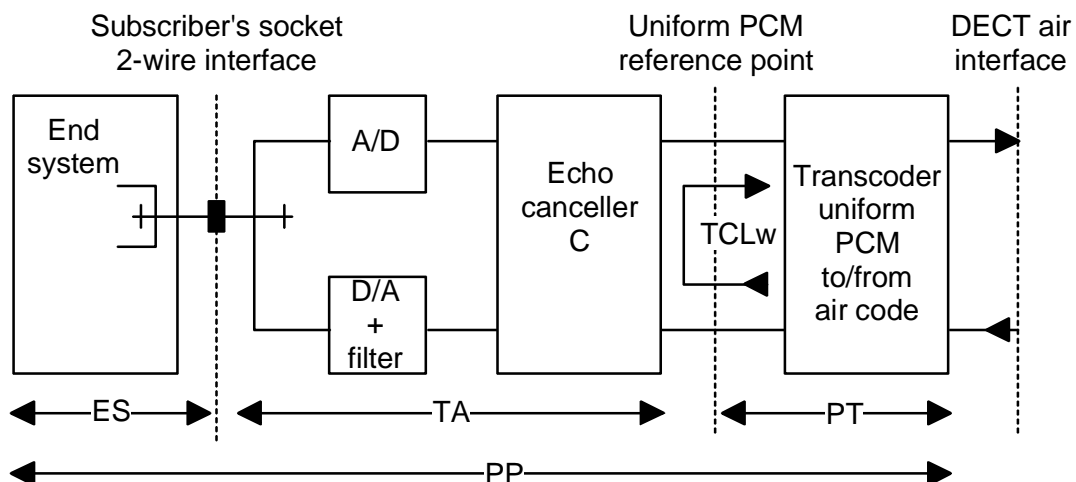 Subscriber's socket
2-wire interface
Uniform PCM
reference point
DECT air
interface
End
system
A/D
D/A
+
filter
Echo
canceller
C
TCLw
Transcoder
uniform
PCM
to/from
air code
ES
TA
PT
PP